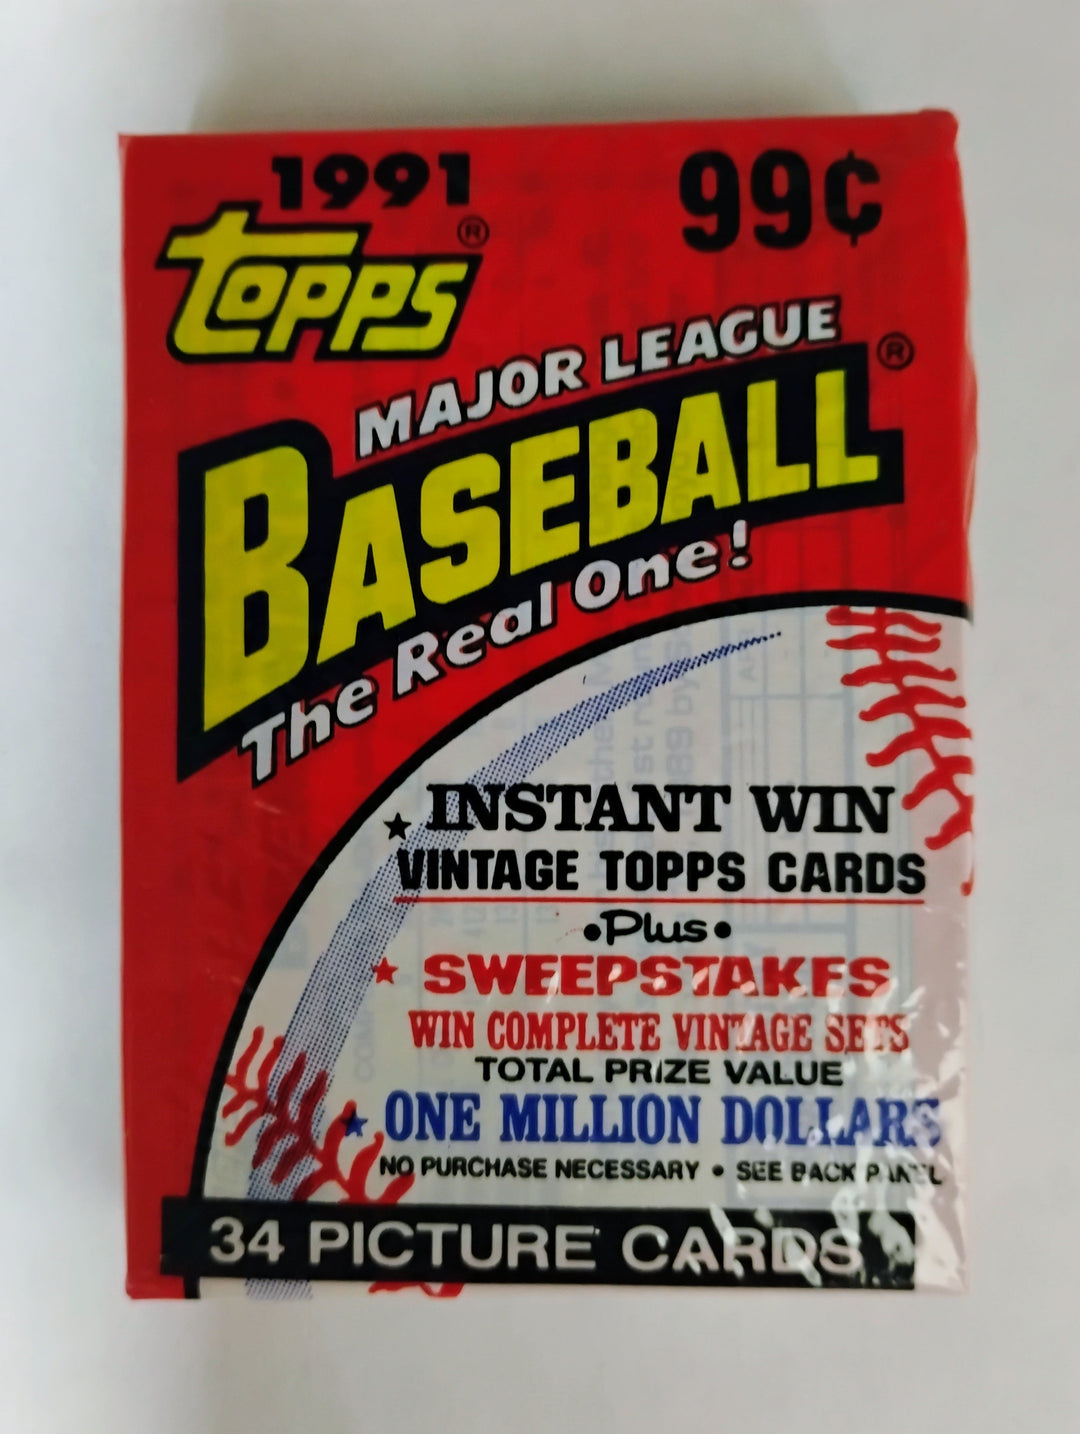 1991
99¢
TOPPS®
MAJOR LEAGUE
BASEBALL®
The Real One!
★ INSTANT WIN
VINTAGE TOPPS CARDS
•Plus•
★ SWEEPSTAKES
WIN COMPLETE VINTAGE SETS
TOTAL PRIZE VALUE
★ ONE MILLION DOLLARS
NO PURCHASE NECESSARY • SEE BACK PANEL
34 PICTURE CARDS